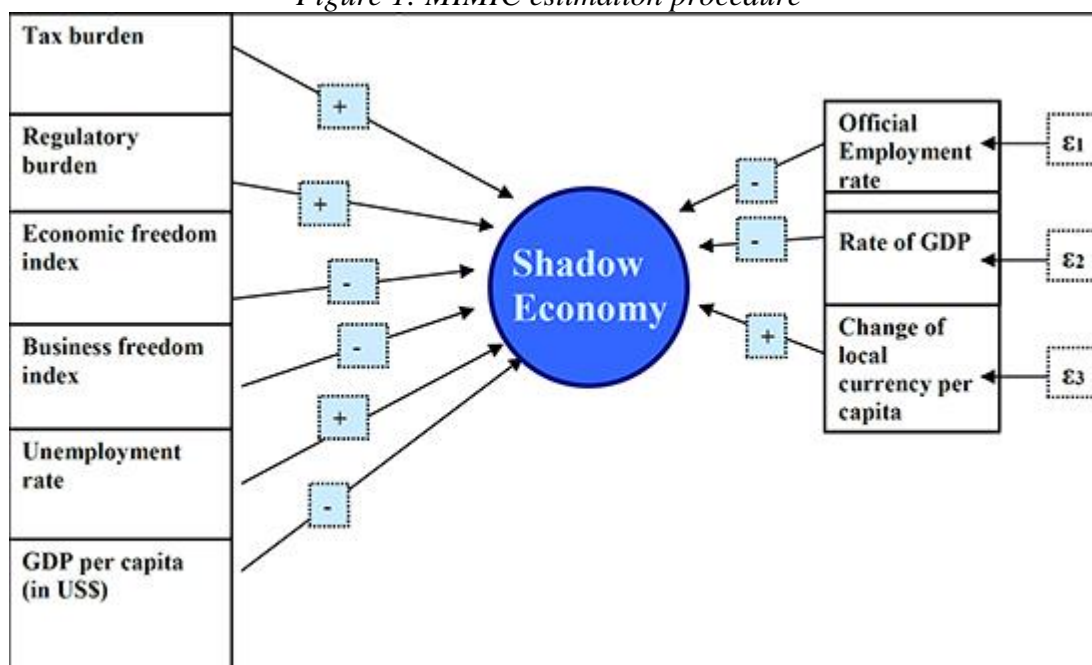 Figure 1: MIMIC estimation procedure
Tax burden
Regulatory
burden
Economic freedom
index
Business freedom
index
Unemployment
rate
GDP per capita
(in US$)
+
+
-
-
+
-
Shadow
Economy
-
-
+
Official
Employment
rate
Rate of GDP
Change of
local
currency per
capita
ε1
ε2
ε3